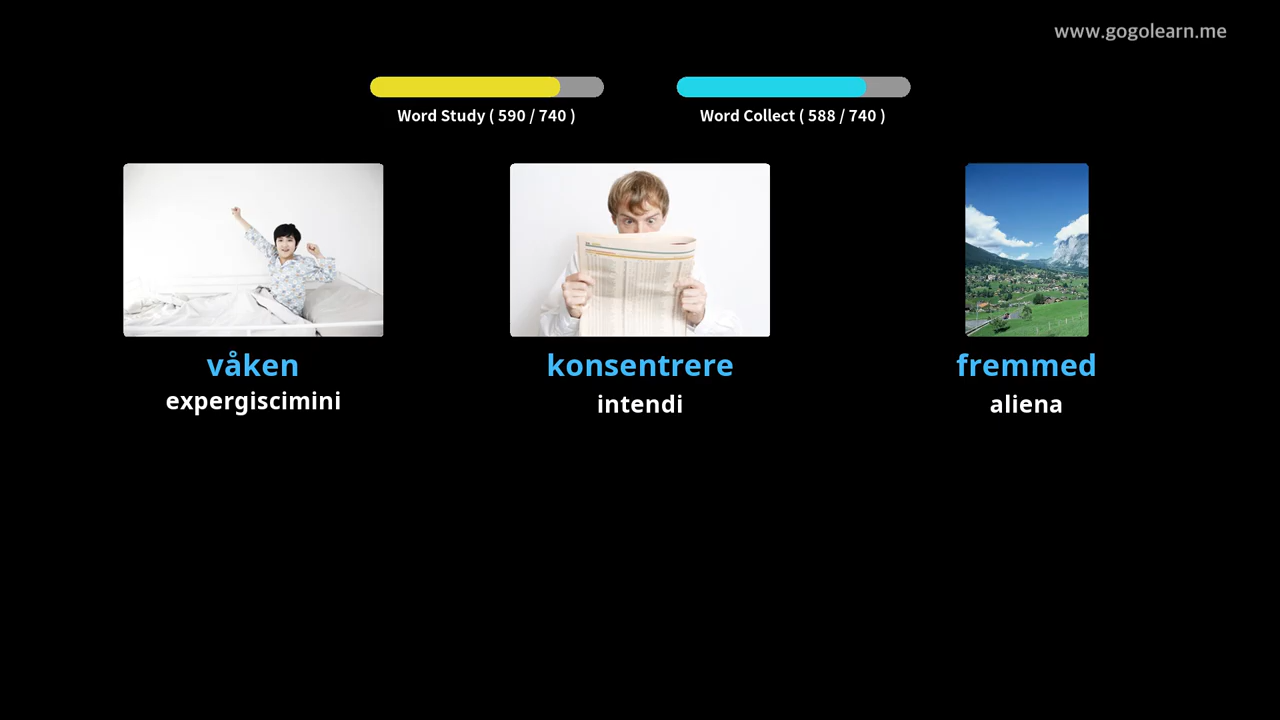 www.gogolearn.me
Word Study ( 590 / 740 )
Word Collect ( 588 / 740 )
våken
konsentrere
fremmed
expergiscimini
intendi
aliena